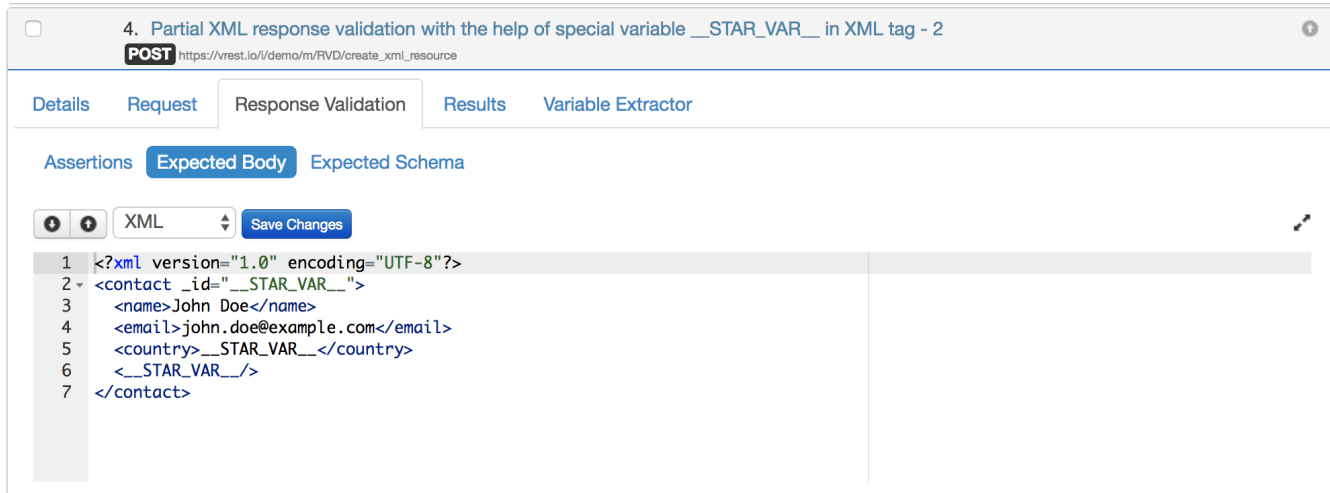 4. Partial XML response validation with the help of special variable __STAR_VAR__ in XML tag - 2
POST https://vrest.io/i/demo/m/RVD/create_xml_resource
Details Request Response Validation Results Variable Extractor
Assertions Expected Body Expected Schema
XML Save Changes
1 <?xml version="1.0" encoding="UTF-8"?>
2 <contact _id="__STAR_VAR__">
3 <name>John Doe</name>
4 <email>john.doe@example.com</email>
5 <country>__STAR_VAR__</country>
6 <__STAR_VAR__/>
7 </contact>